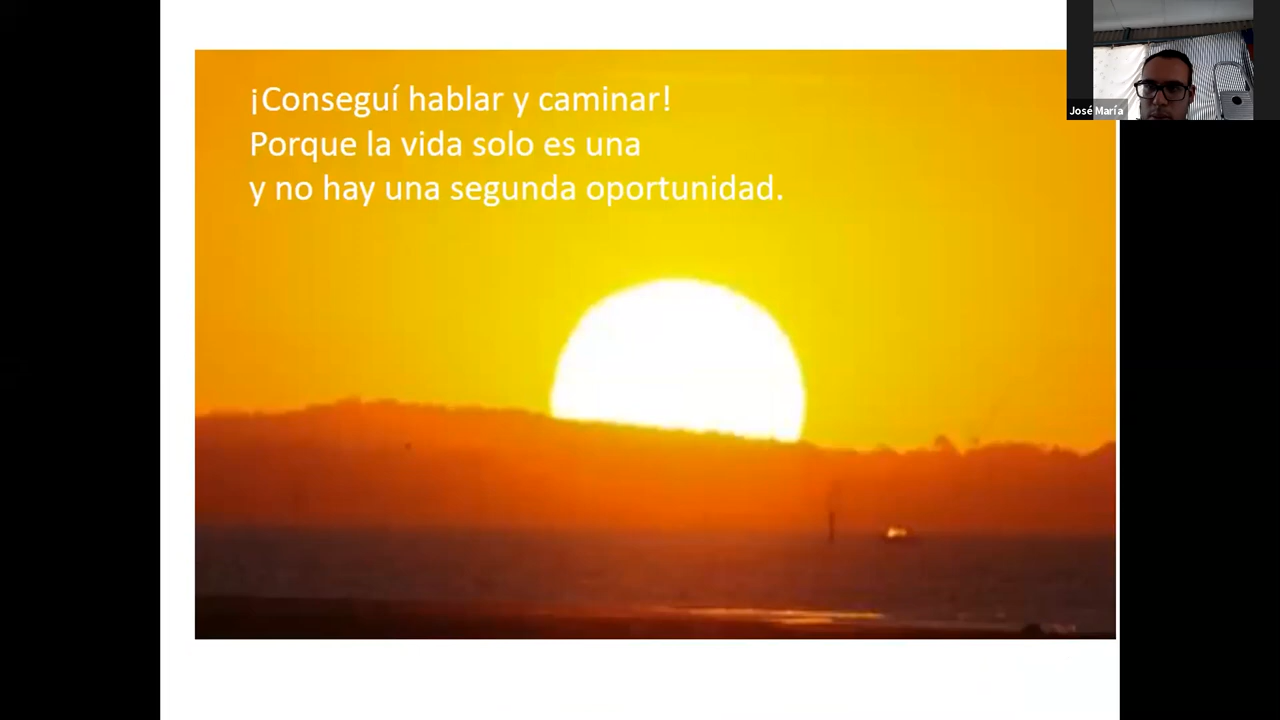 ¡Conseguí hablar y caminar!
Porque la vida solo es una
y no hay una segunda oportunidad.
José María